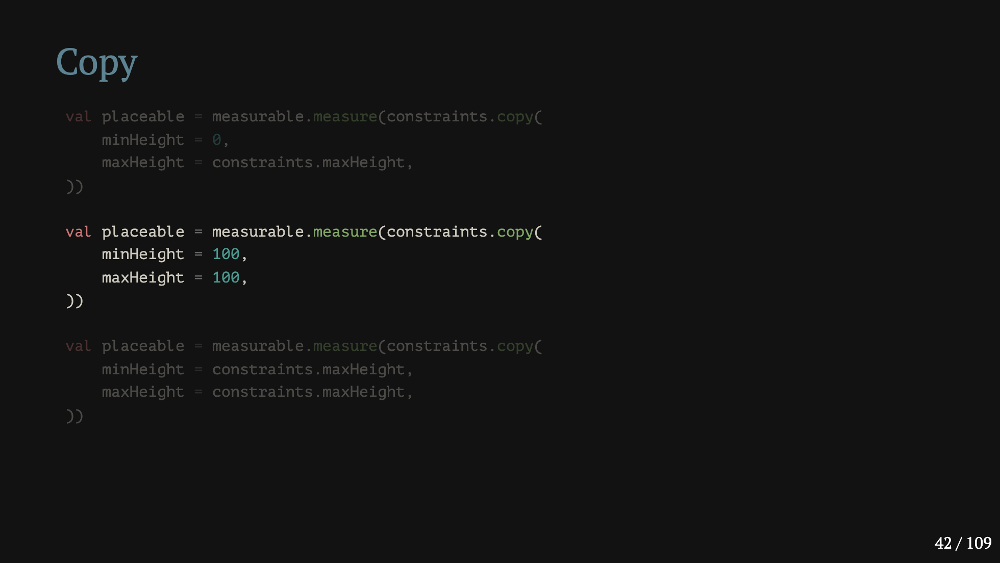 Copy
val placeable = measurable.measure(constraints.copy(
    minHeight = 0,
    maxHeight = constraints.maxHeight,
))
val placeable = measurable.measure(constraints.copy(
    minHeight = 100,
    maxHeight = 100,
))
val placeable = measurable.measure(constraints.copy(
    minHeight = constraints.maxHeight,
    maxHeight = constraints.maxHeight,
))
42 / 109